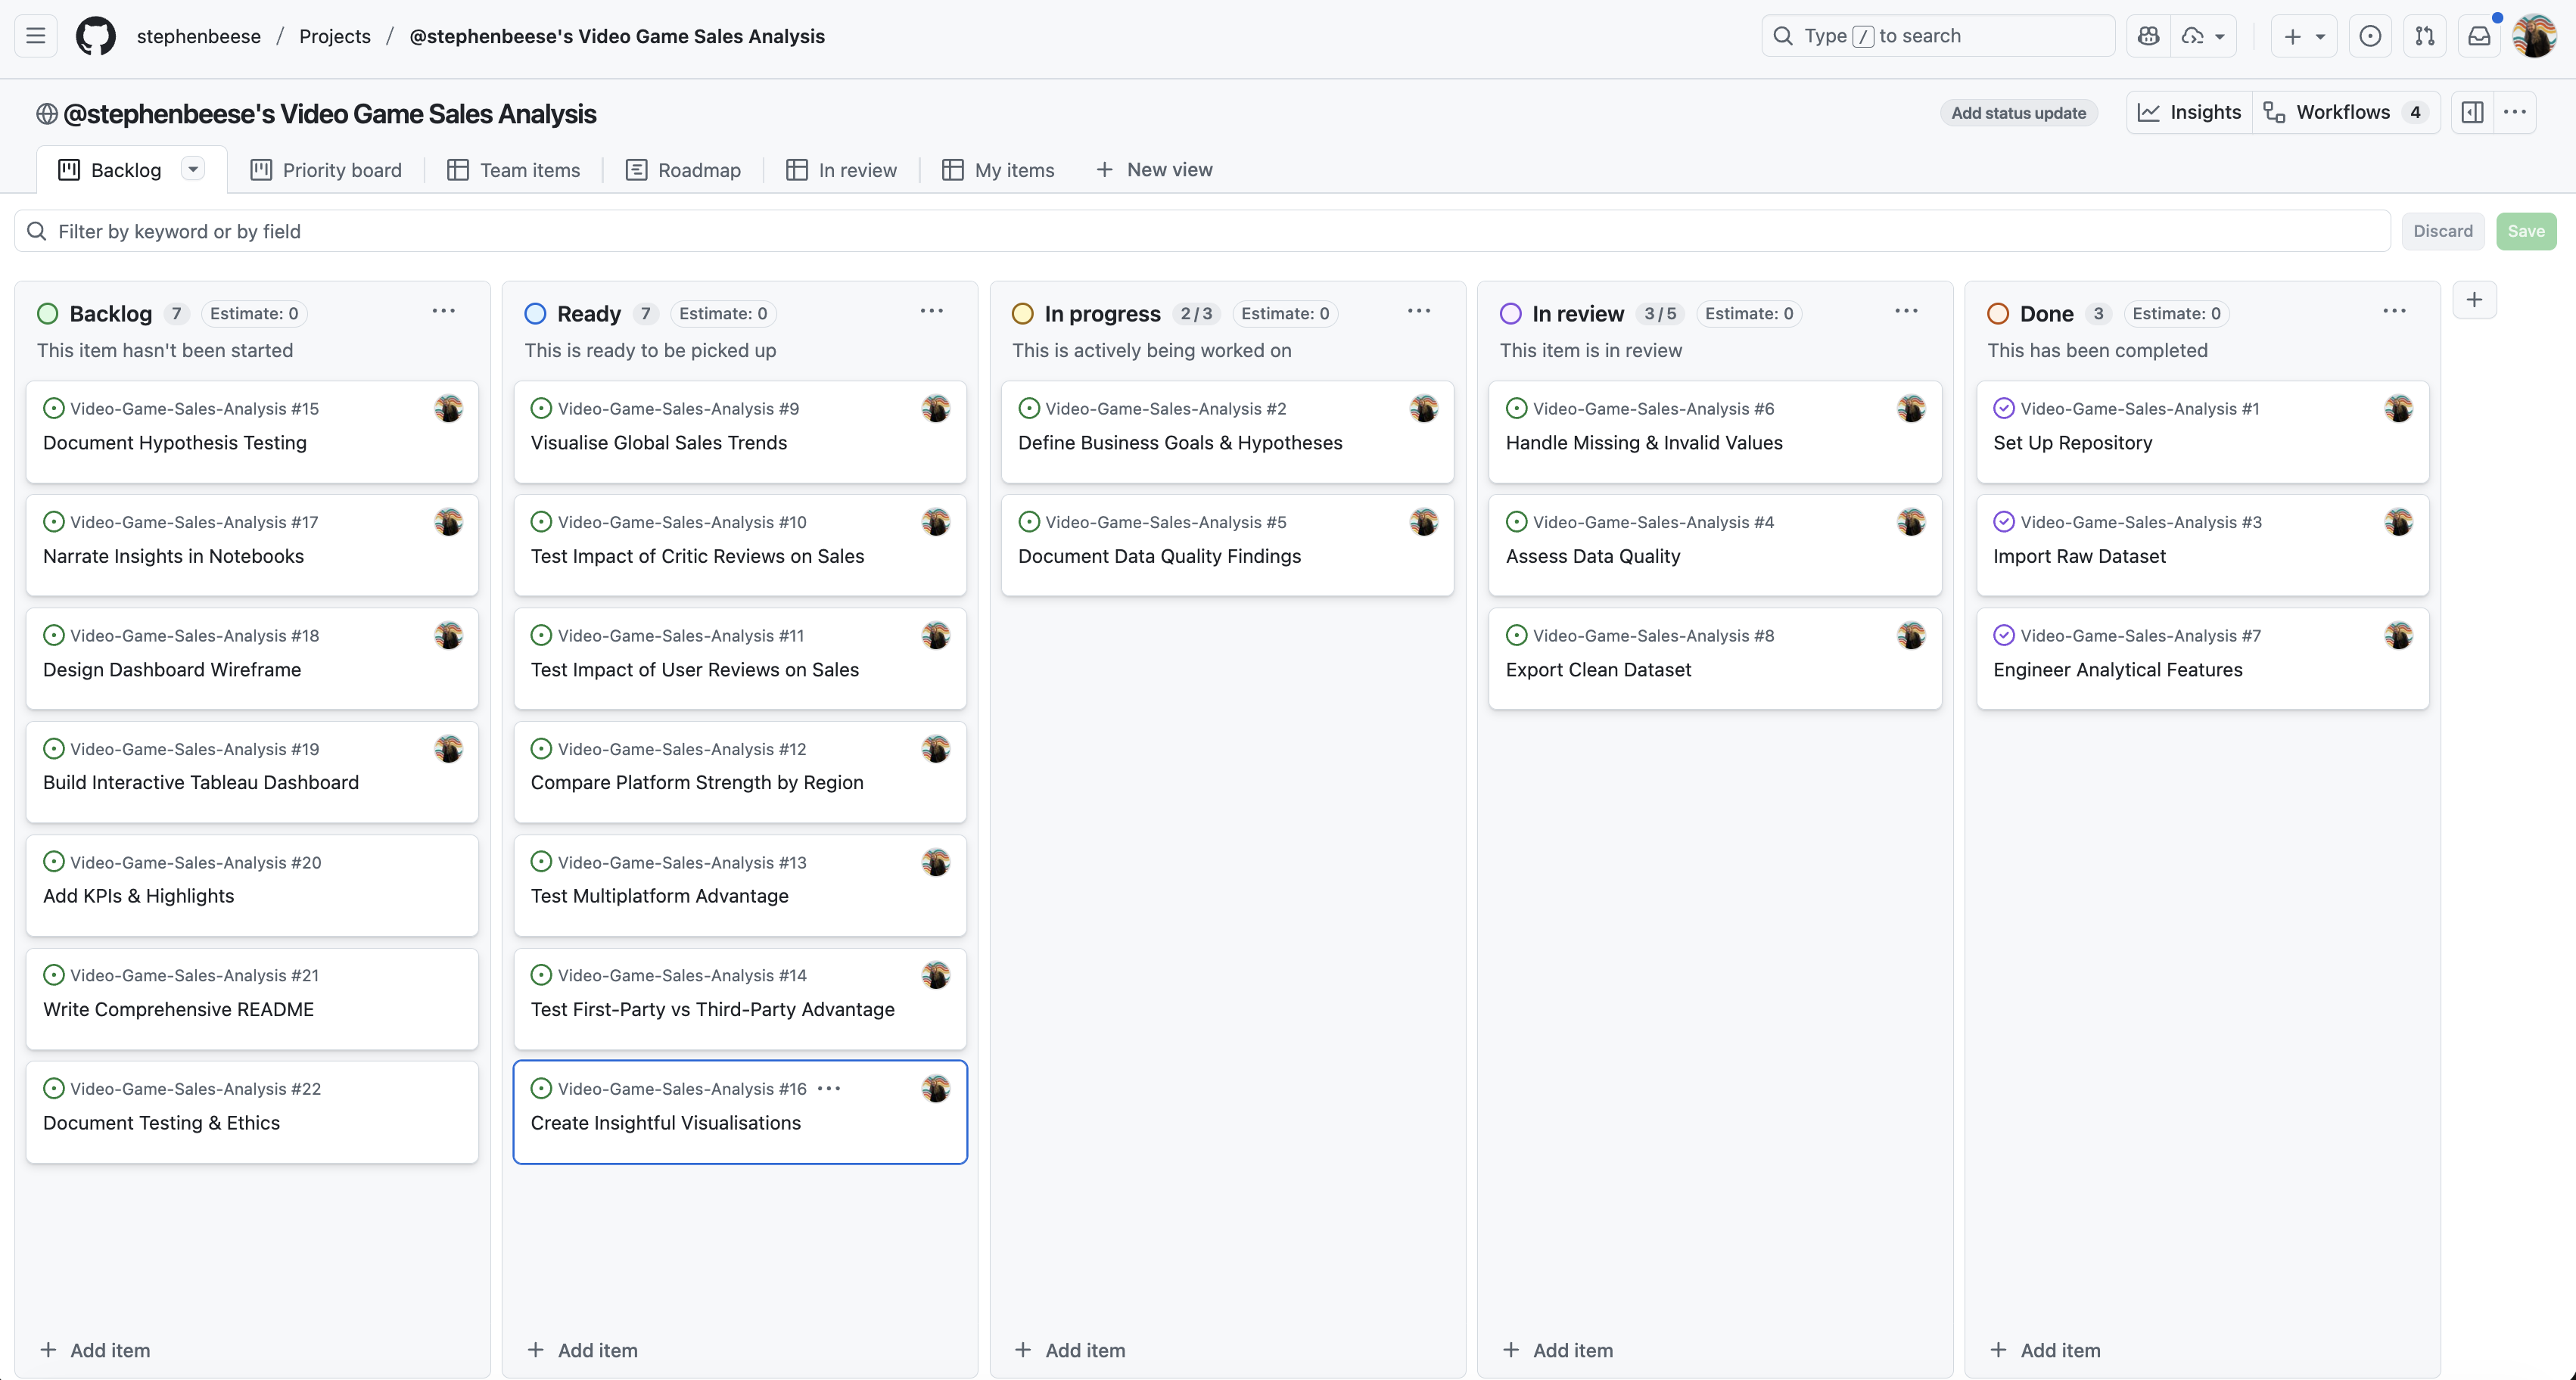 stephenbeese / Projects / @stephenbeese's Video Game Sales Analysis
Type / to search
@stephenbeese's Video Game Sales Analysis
Add status update
Insights
Workflows 4
Backlog
Priority board
Team items
Roadmap
In review
My items
+ New view
Filter by keyword or by field
Discard
Save
Backlog 7 Estimate: 0
This item hasn't been started
Video-Game-Sales-Analysis #15
Document Hypothesis Testing
Video-Game-Sales-Analysis #17
Narrate Insights in Notebooks
Video-Game-Sales-Analysis #18
Design Dashboard Wireframe
Video-Game-Sales-Analysis #19
Build Interactive Tableau Dashboard
Video-Game-Sales-Analysis #20
Add KPIs & Highlights
Video-Game-Sales-Analysis #21
Write Comprehensive README
Video-Game-Sales-Analysis #22
Document Testing & Ethics
+ Add item
Ready 7 Estimate: 0
This is ready to be picked up
Video-Game-Sales-Analysis #9
Visualise Global Sales Trends
Video-Game-Sales-Analysis #10
Test Impact of Critic Reviews on Sales
Video-Game-Sales-Analysis #11
Test Impact of User Reviews on Sales
Video-Game-Sales-Analysis #12
Compare Platform Strength by Region
Video-Game-Sales-Analysis #13
Test Multiplatform Advantage
Video-Game-Sales-Analysis #14
Test First-Party vs Third-Party Advantage
Video-Game-Sales-Analysis #16
Create Insightful Visualisations
+ Add item
In progress 2 / 3 Estimate: 0
This is actively being worked on
Video-Game-Sales-Analysis #2
Define Business Goals & Hypotheses
Video-Game-Sales-Analysis #5
Document Data Quality Findings
+ Add item
In review 3 / 5 Estimate: 0
This item is in review
Video-Game-Sales-Analysis #6
Handle Missing & Invalid Values
Video-Game-Sales-Analysis #4
Assess Data Quality
Video-Game-Sales-Analysis #8
Export Clean Dataset
+ Add item
Done 3 Estimate: 0
This has been completed
Video-Game-Sales-Analysis #1
Set Up Repository
Video-Game-Sales-Analysis #3
Import Raw Dataset
Video-Game-Sales-Analysis #7
Engineer Analytical Features
+ Add item